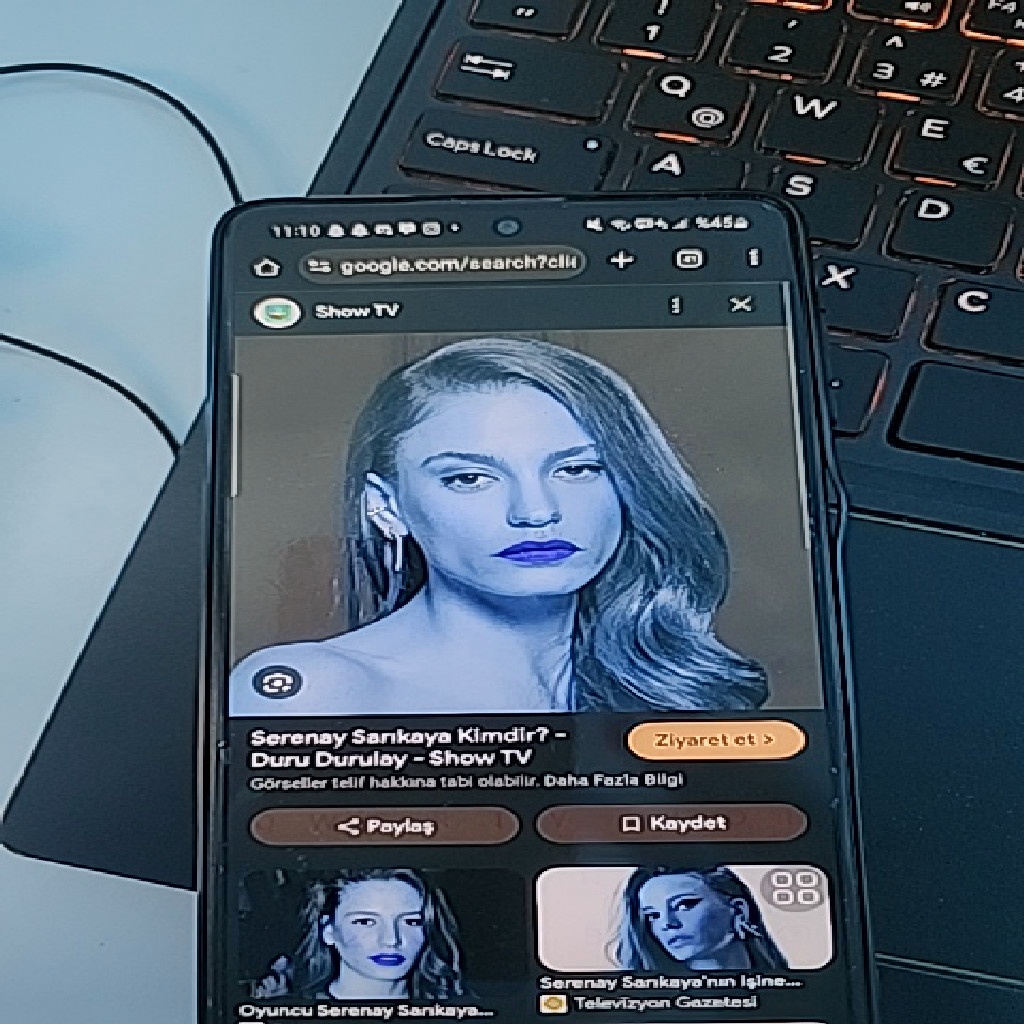 "
!
1
'
2
^
3 #
4
F4
Q
@
W
E
€
Caps Lock
A
S
D
X
C
11:10
%45
google.com/search?cli
Show TV
Serenay Sarıkaya Kimdir? -
Duru Durulay - Show TV
Ziyaret et >
Görseller telif hakkına tabi olabilir. Daha Fazla Bilgi
Paylaş
Kaydet
Oyuncu Serenay Sarıkaya...
Serenay Sarıkaya'nın İşine...
Televizyon Gazetesi